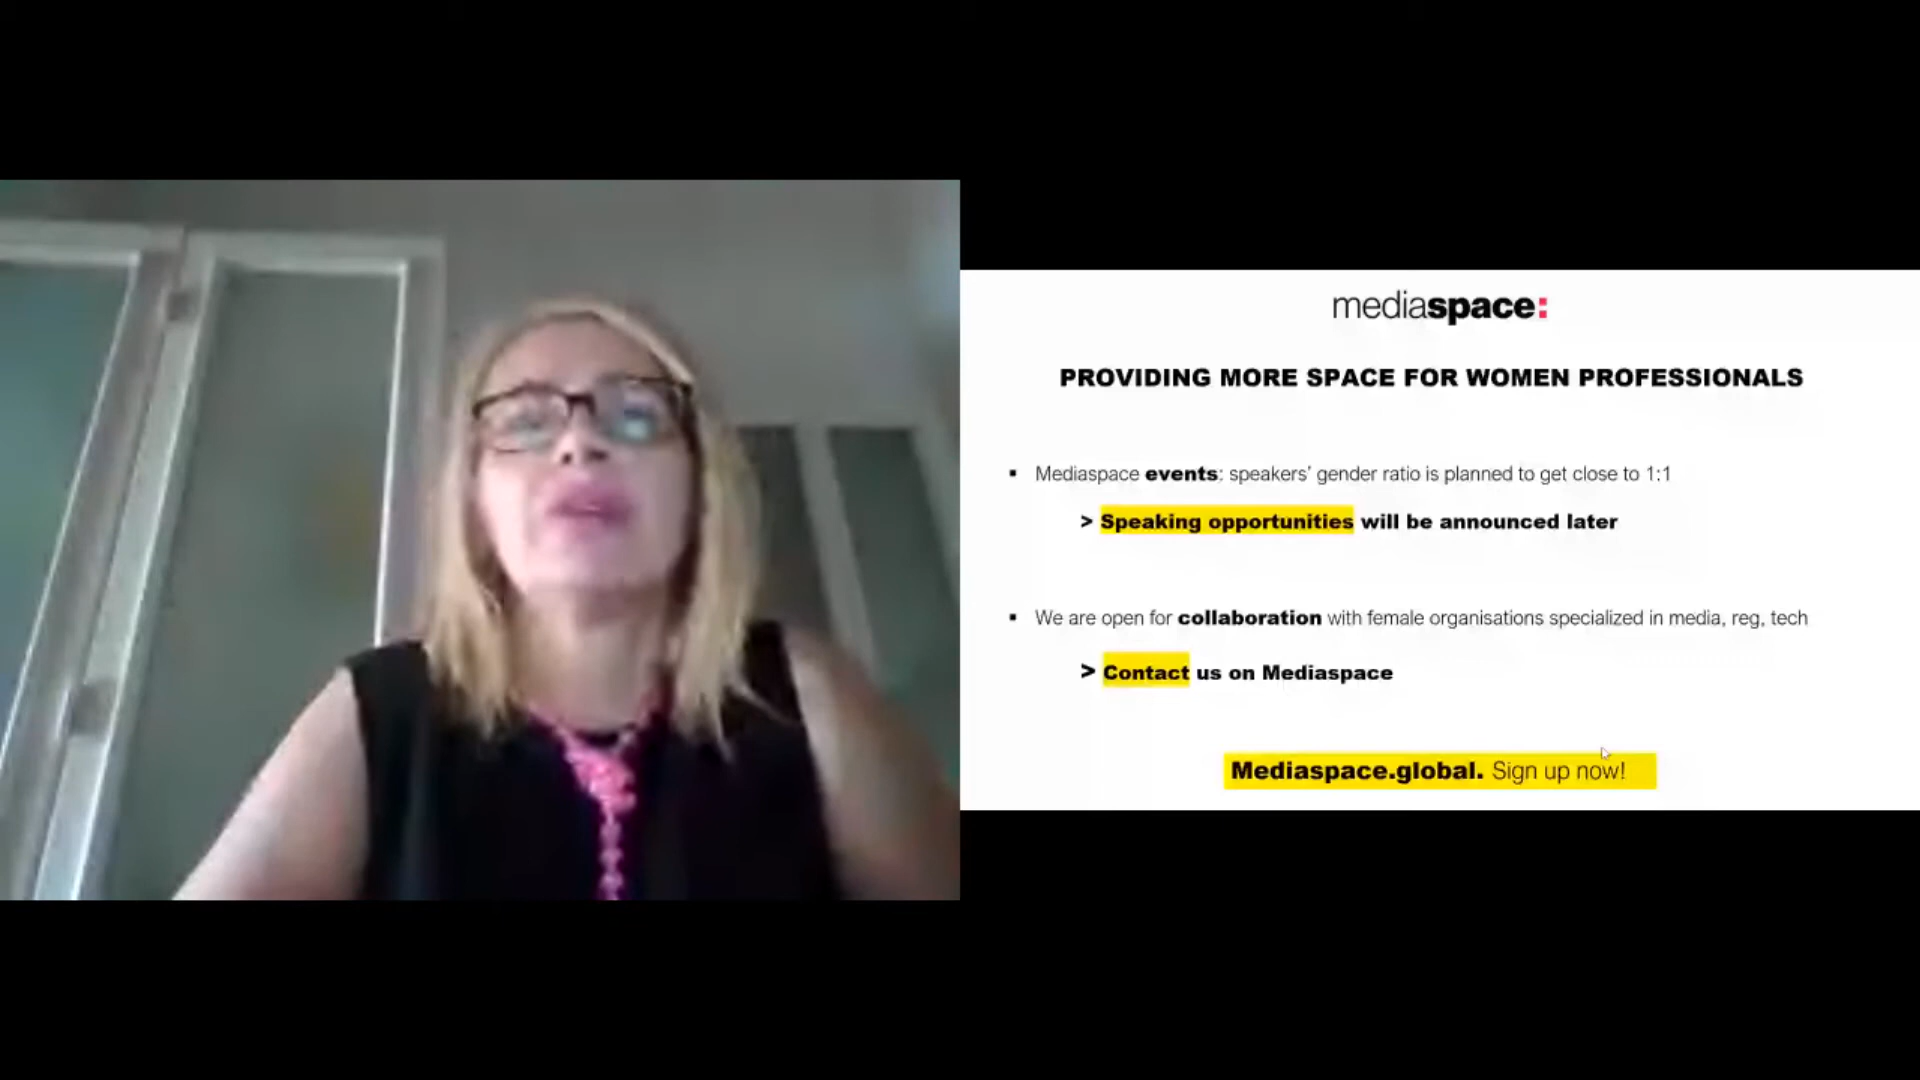 mediaspace:
PROVIDING MORE SPACE FOR WOMEN PROFESSIONALS
▪ Mediaspace events: speakers' gender ratio is planned to get close to 1:1
> Speaking opportunities will be announced later
▪ We are open for collaboration with female organisations specialized in media, reg, tech
> Contact us on Mediaspace
Mediaspace.global. Sign up now!